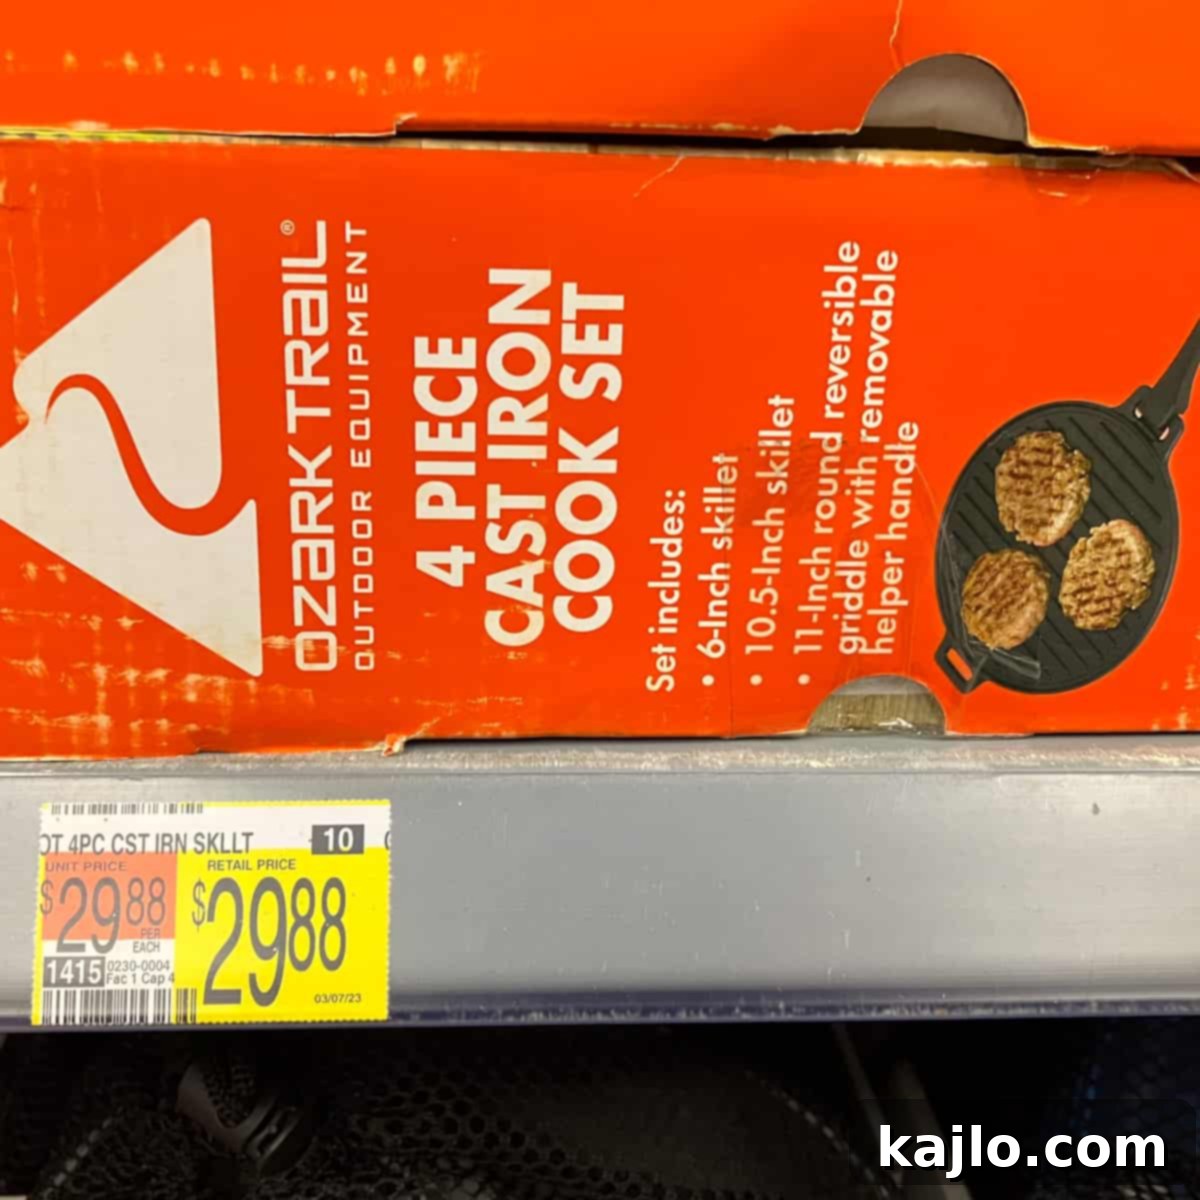 OZARK TRAIL®
OUTDOOR EQUIPMENT
4 PIECE
CAST IRON
COOK SET
Set includes:
• 6-Inch skillet
• 10.5-Inch skillet
• 11-Inch round reversible
griddle with removable
helper handle
OT 4PC CST IRN SKLLT 10
UNIT PRICE
$29 88
PER
EACH
1415 0230-0004
Fac 1 Cap 4
RETAIL PRICE
$29 88
03/07/23
kajlo.com